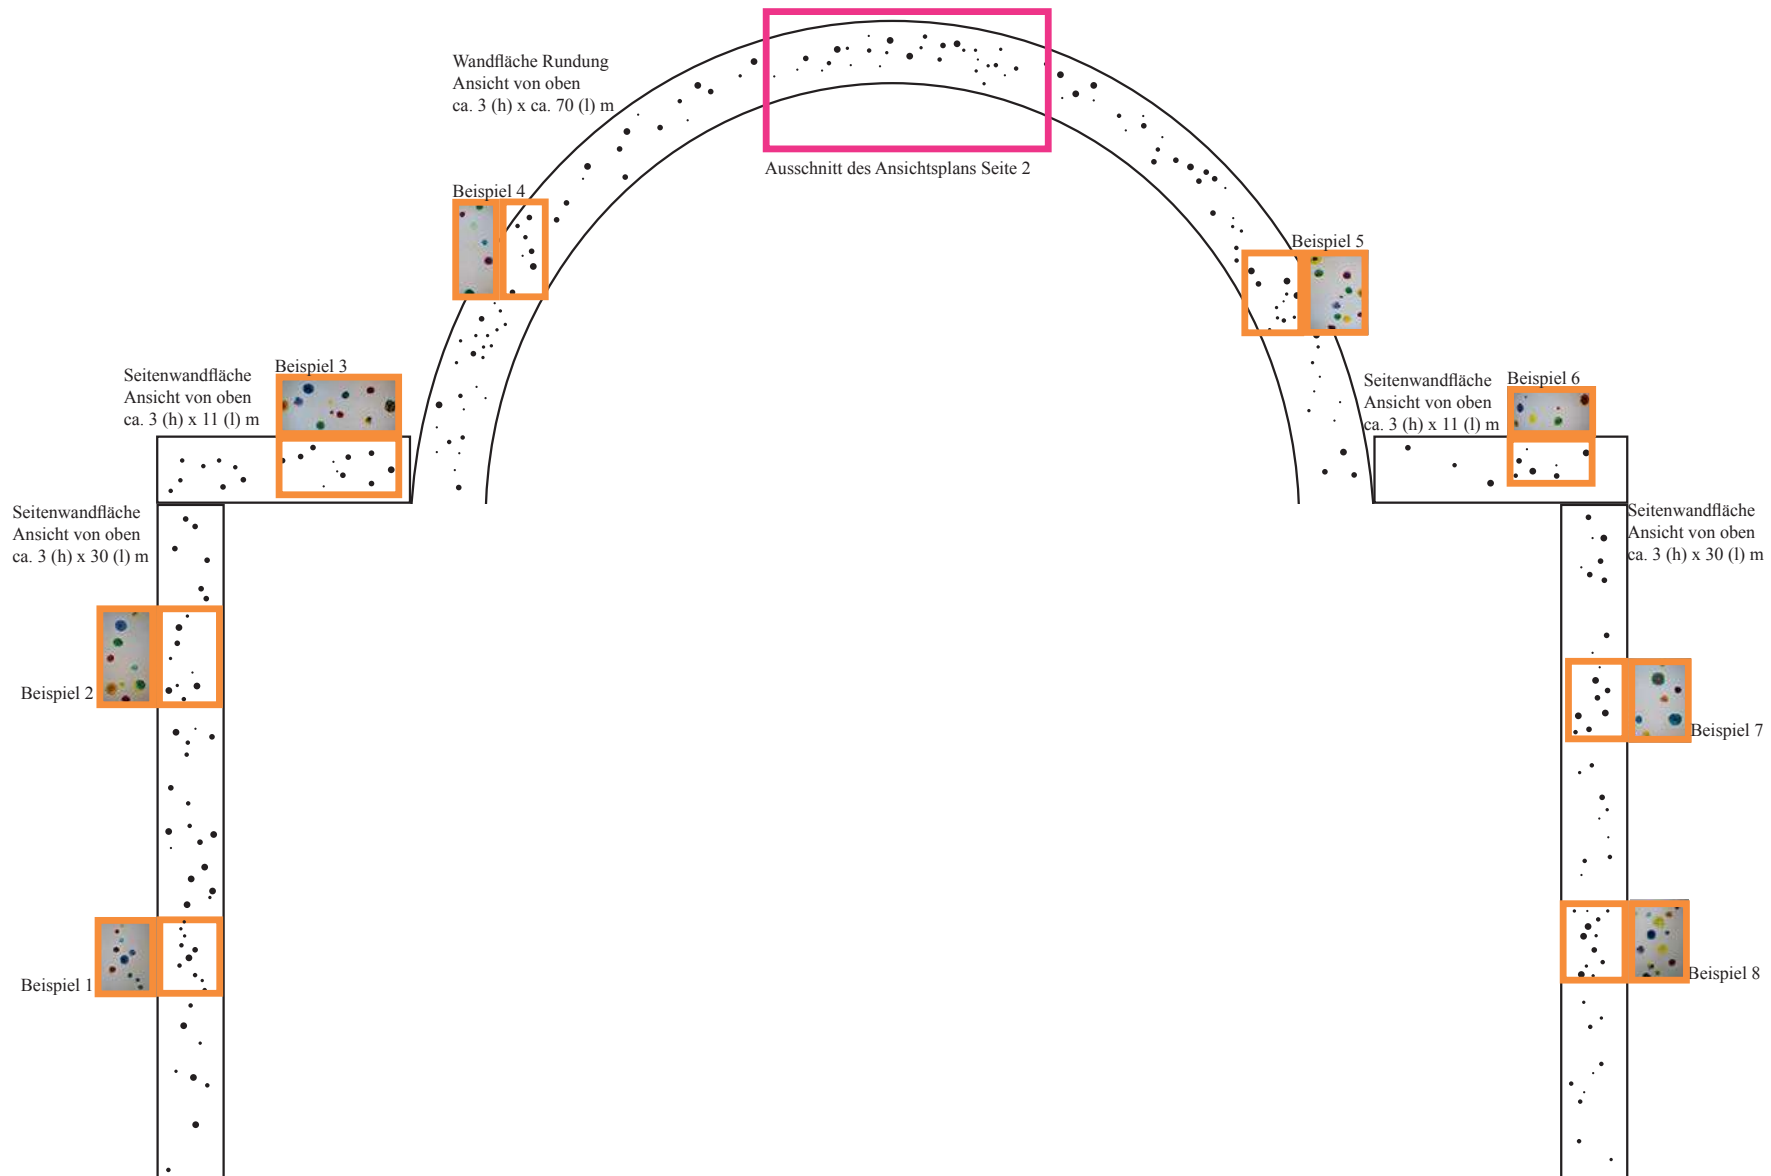 Wandfläche Rundung
Ansicht von oben
ca. 3 (h) x ca. 70 (l) m
Ausschnitt des Ansichtsplans Seite 2
Beispiel 4
Beispiel 5
Beispiel 3
Seitenwandfläche
Ansicht von oben
ca. 3 (h) x 11 (l) m
Seitenwandfläche
Ansicht von oben
ca. 3 (h) x 11 (l) m
Beispiel 6
Seitenwandfläche
Ansicht von oben
ca. 3 (h) x 30 (l) m
Seitenwandfläche
Ansicht von oben
ca. 3 (h) x 30 (l) m
Beispiel 2
Beispiel 7
Beispiel 1
Beispiel 8